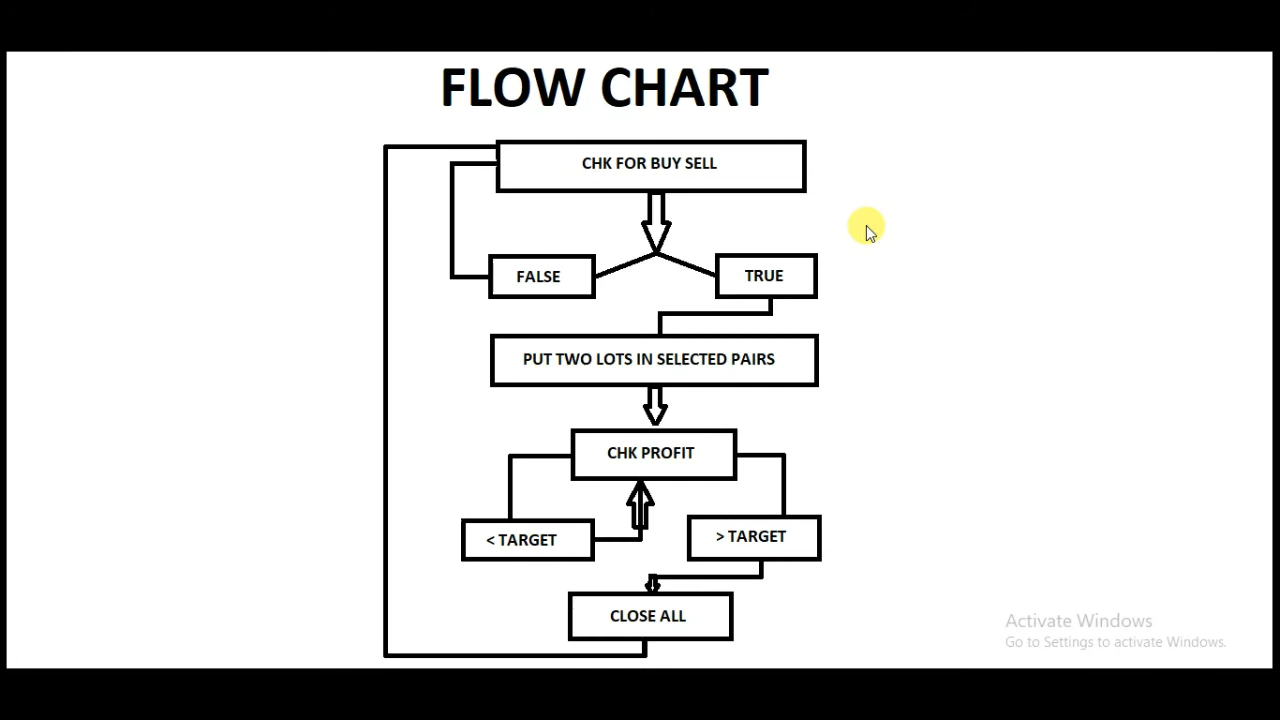 FLOW CHART
CHK FOR BUY SELL
FALSE
TRUE
PUT TWO LOTS IN SELECTED PAIRS
CHK PROFIT
< TARGET
> TARGET
CLOSE ALL
Activate Windows
Go to Settings to activate Windows.